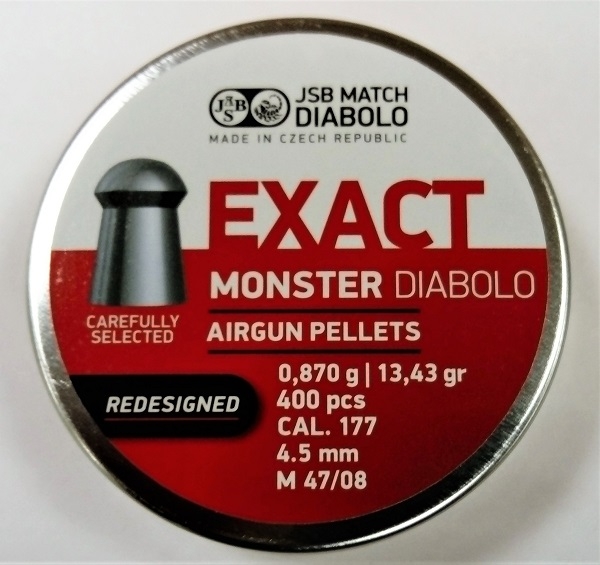 JASBS
JSB MATCH
DIABOLO
MADE IN CZECH REPUBLIC
EXACT
MONSTER DIABOLO
AIRGUN PELLETS
CAREFULLY
SELECTED
REDESIGNED
0,870 g | 13,43 gr
400 pcs
CAL. 177
4.5 mm
M 47/08